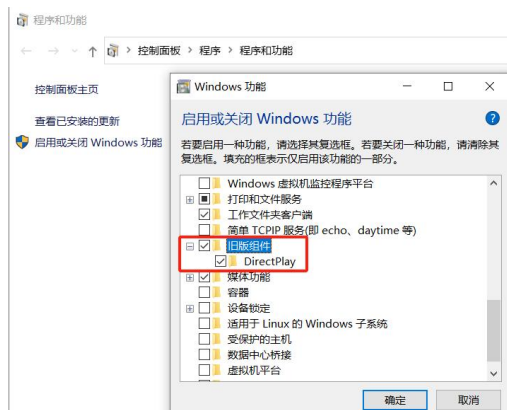 程序和功能
控制面板 > 程序 > 程序和功能
控制面板主页
查看已安装的更新
启用或关闭 Windows 功能
Windows 功能
启用或关闭 Windows 功能
?
若要启用一种功能，请选择其复选框。若要关闭一种功能，请清除其
复选框。填充的框表示仅启用该功能的一部分。
Windows 虚拟机监控程序平台
打印和文件服务
工作文件夹客户端
简单 TCPIP 服务(即 echo、daytime 等)
旧版组件
DirectPlay
媒体功能
容器
设备锁定
适用于 Linux 的 Windows 子系统
受保护的主机
数据中心桥接
虚拟机平台
确定
取消